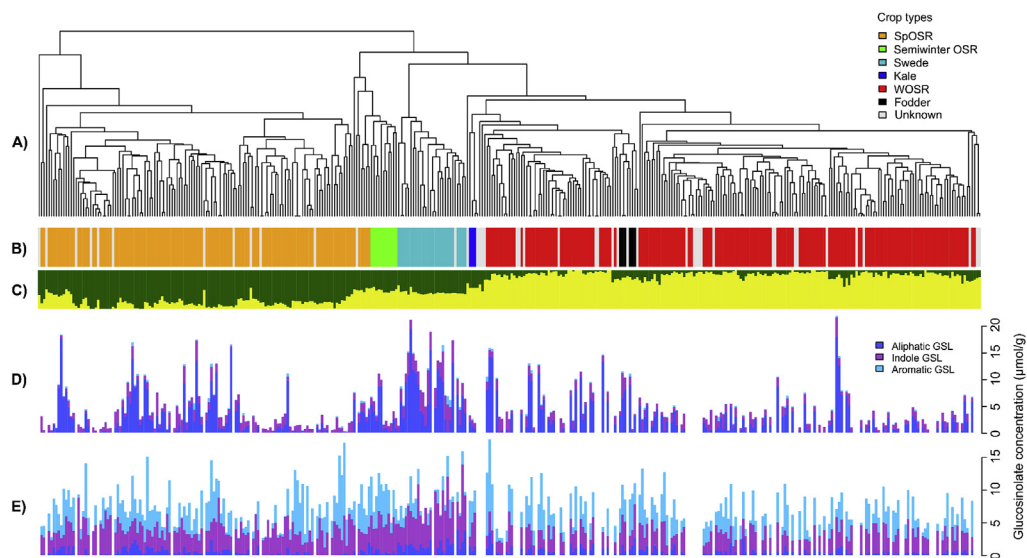 Crop types
SpOSR
Semiwinter OSR
Swede
Kale
WOSR
Fodder
Unknown
A)
B)
C)
D)
Aliphatic GSL
Indole GSL
Aromatic GSL
20
15
10
5
0
E)
15
10
5
0
Glucosinolate concentration (µmol/g)